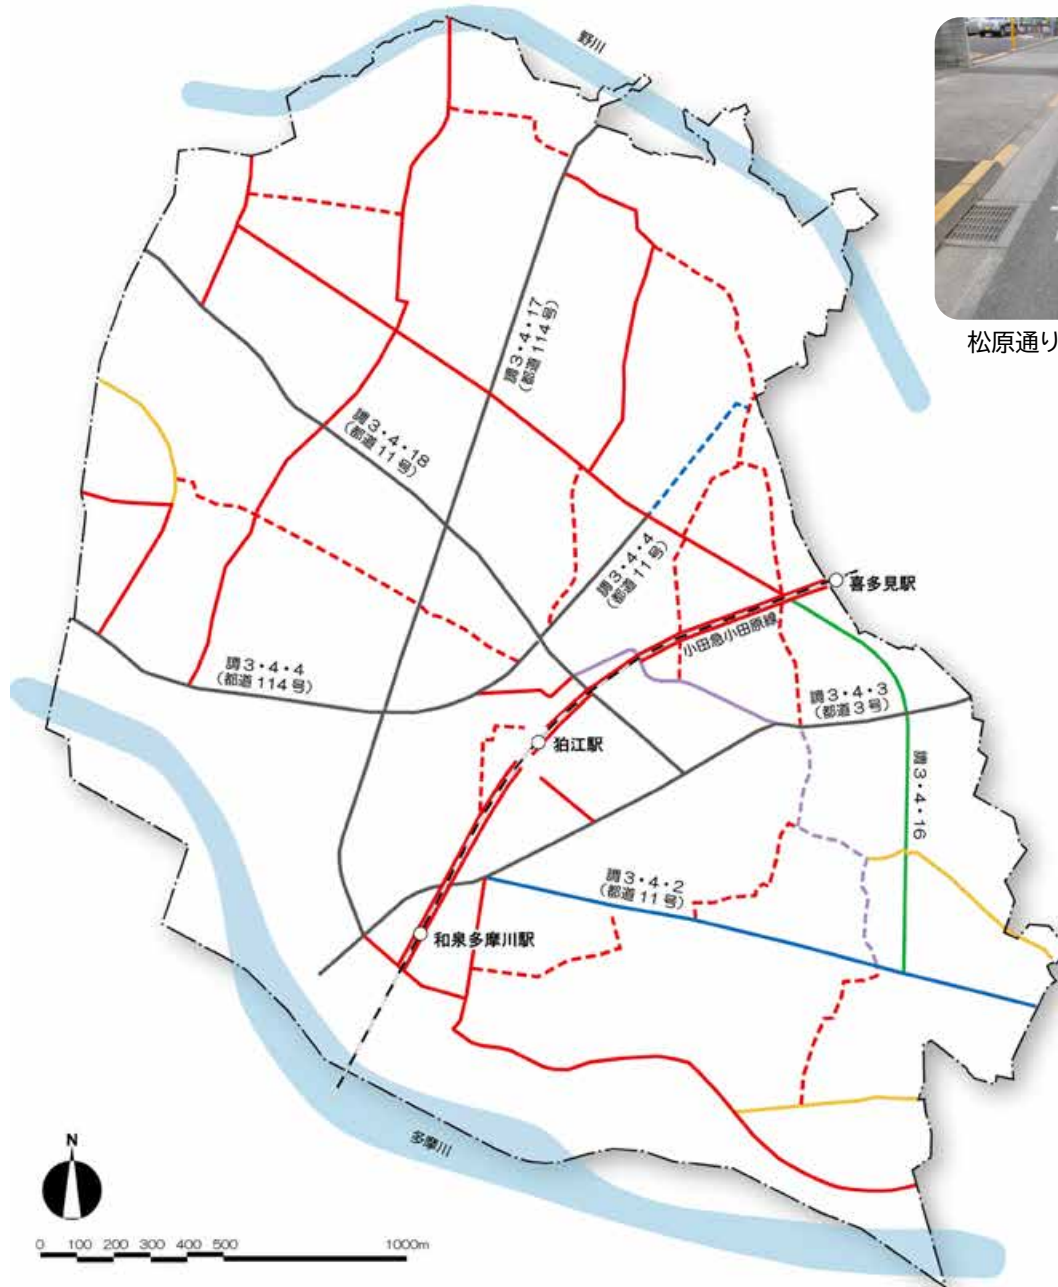 野川
松原通り
調3・4・17
(都道114号)
調3・4・18
(都道11号)
調3・4・4
(都道11号)
喜多見駅
小田急小田原線
調3・4・4
(都道114号)
調3・4・3
(都道3号)
狛江駅
調3・4・16
調3・4・2
(都道11号)
和泉多摩川駅
多摩川
N
0 100 200 300 400 500 1000m